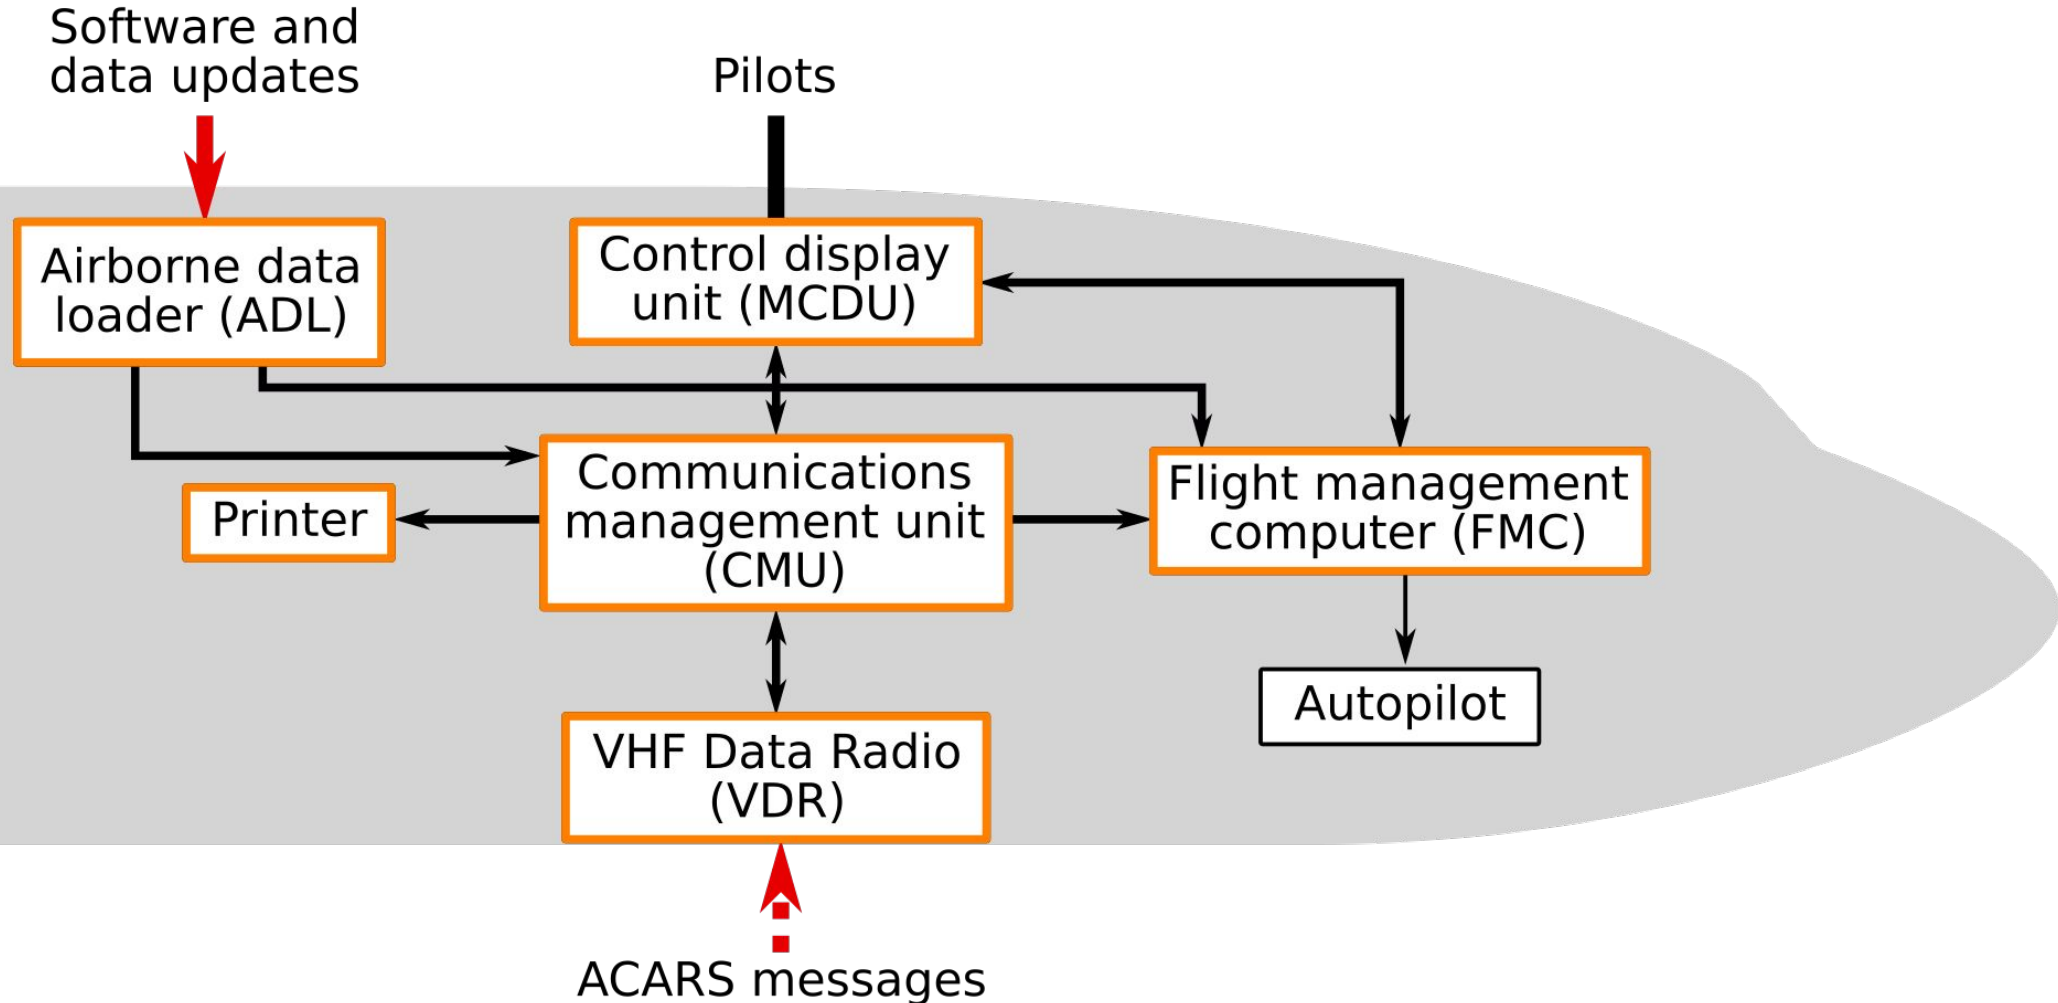 Software and
data updates
Pilots
Airborne data
loader (ADL)
Control display
unit (MCDU)
Printer
Communications
management unit
(CMU)
Flight management
computer (FMC)
Autopilot
VHF Data Radio
(VDR)
ACARS messages